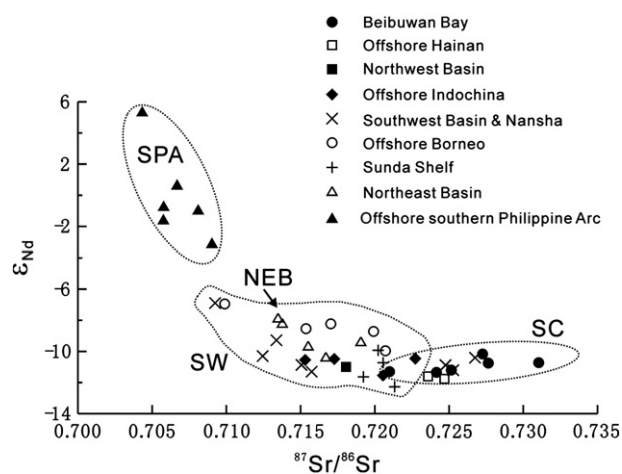 Beibuwan Bay
Offshore Hainan
Northwest Basin
Offshore Indochina
Southwest Basin & Nansha
Offshore Borneo
Sunda Shelf
Northeast Basin
Offshore southern Philippine Arc
6
2
-2
-6
-10
-14
εNd
SPA
NEB
SW
SC
0.700 0.705 0.710 0.715 0.720 0.725 0.730 0.735
87Sr/86Sr